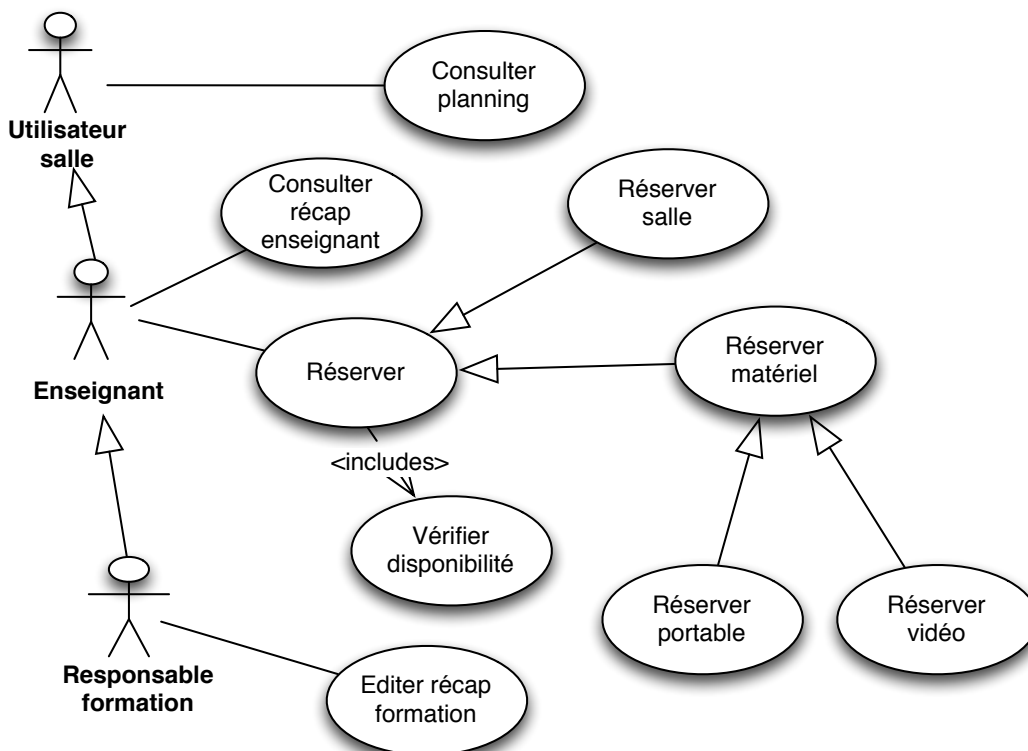 Consulter
planning
Utilisateur
salle
Consulter
récap
enseignant
Réserver
salle
Réserver
Réserver
matériel
Enseignant
<includes>
Vérifier
disponibilité
Réserver
portable
Réserver
vidéo
Responsable
formation
Editer récap
formation